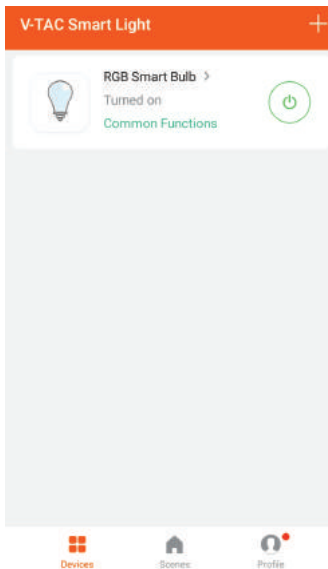 V-TAC Smart Light
RGB Smart Bulb
Turned on
Common Functions
Devices
Scenes
Profile